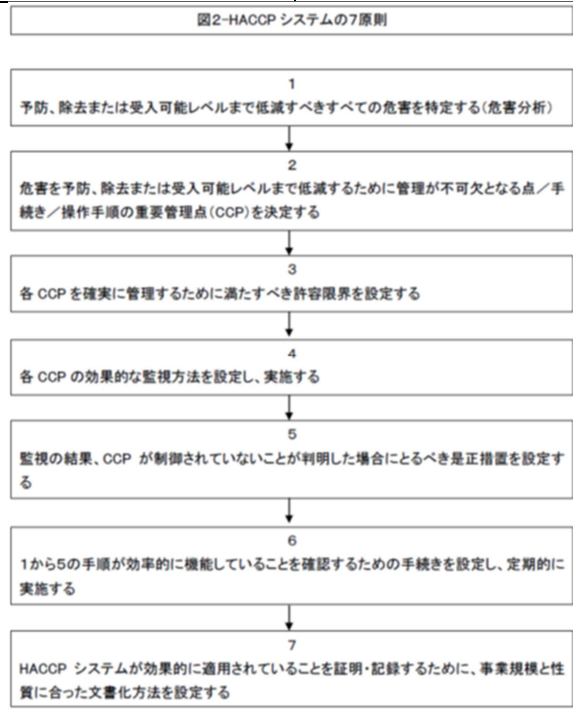 図2-HACCP システムの7原則
1
予防、除去または受入可能レベルまで低減すべきすべての危害を特定する(危害分析)
2
危害を予防、除去または受入可能レベルまで低減するために管理が不可欠となる点/手
続き/操作手順の重要管理点(CCP)を決定する
3
各 CCP を確実に管理するために満たすべき許容限界を設定する
4
各 CCP の効果的な監視方法を設定し、実施する
5
監視の結果、CCP が制御されていないことが判明した場合にとるべき是正措置を設定す
る
6
1から5の手順が効率的に機能していることを確認するための手続きを設定し、定期的に
実施する
7
HACCP システムが効果的に適用されていることを証明・記録するために、事業規模と性
質に合った文書化方法を設定する